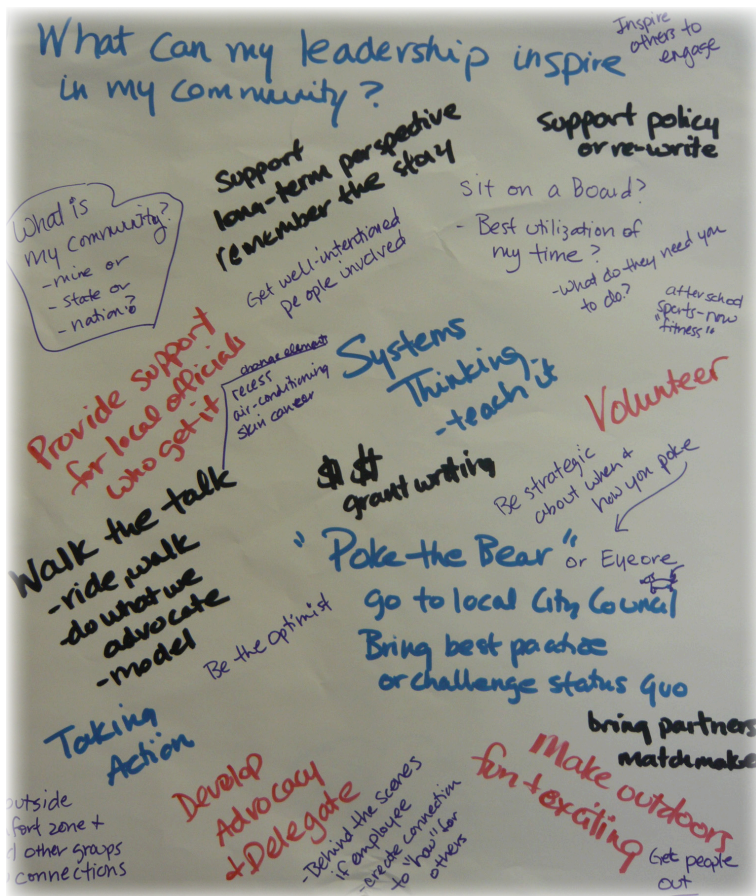 What can my leadership inspire
in my community?
Inspire
others to
engage
support policy
or re-write
Support
long-term perspective
remember the stay
What is
my community?
- mine or
- state or
- nation?
Get well-intentioned
people involved
sit on a Board?
- Best utilization of
my time?
- what do they need you
to do?
after school
sports-now
"fitness"
Provide support
for local officials
who get it
change element
recess
air-conditioning
skin cancer
Systems
Thinking
- teach it
Volunteer
$ $
grant writing
Be strategic
about when +
how you poke
Walk the talk
- ride, walk
- do what we
advocate
- model
"Poke the Bear" or Eyeore
go to local City Council
Bring best practice
or challenge status quo
Be the optimist
Taking
Action
bring partners
matchmake
Develop
Advocacy
+ Delegate
Make outdoors
fun + exciting
outside
fort zone +
other groups
connections
- Behind the scenes
if employee
- create connection
to "how" for
others
Get people
out